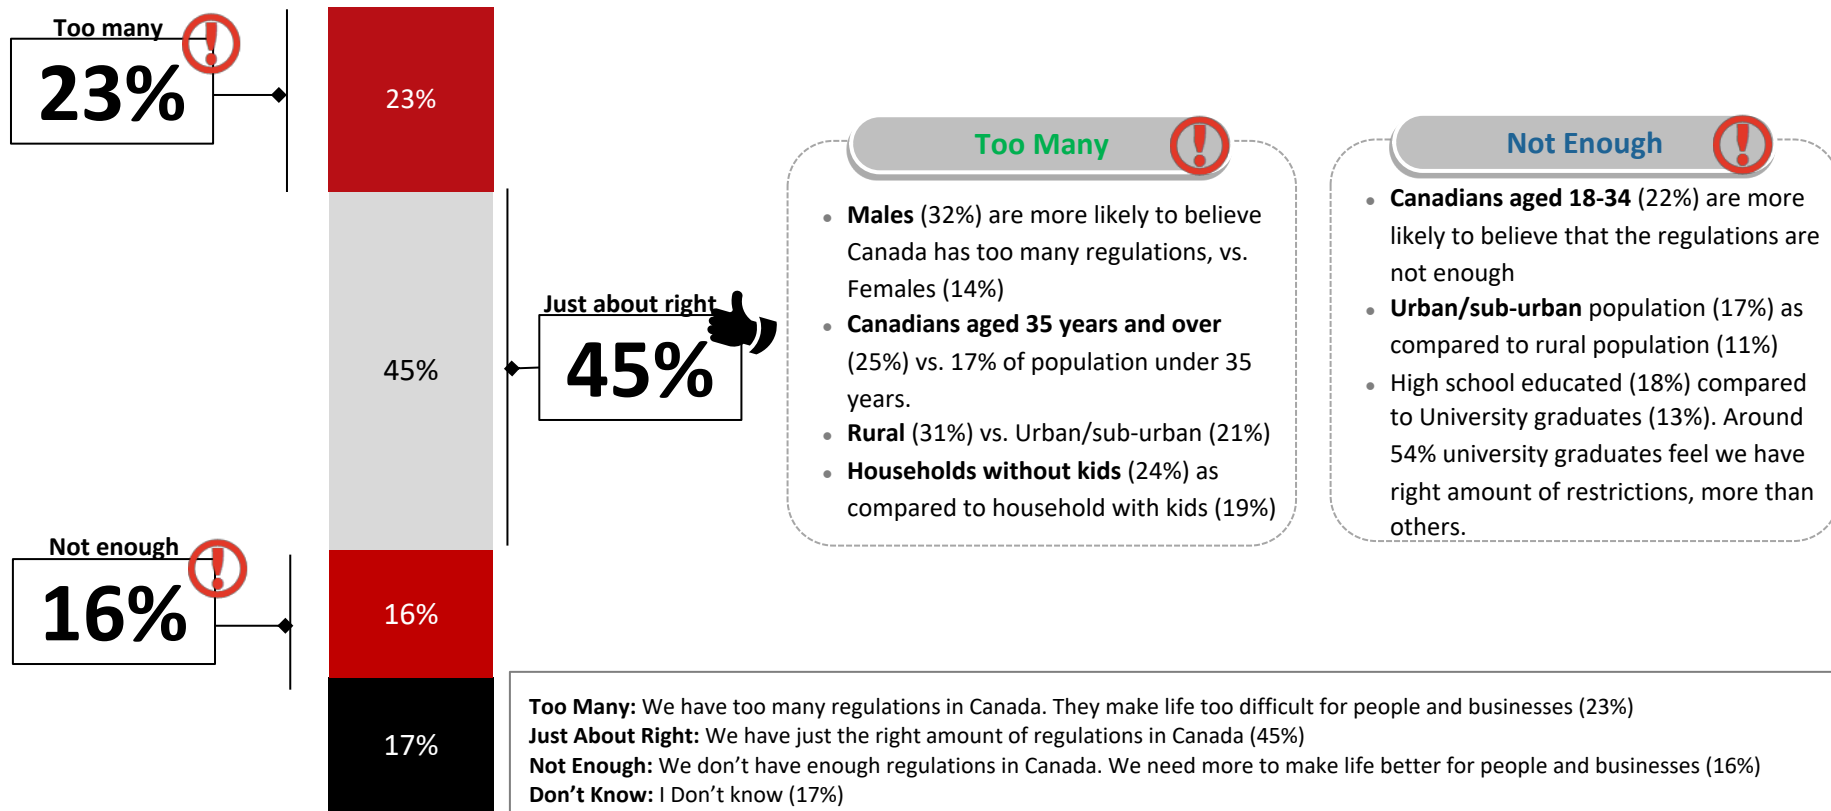 Too many
23%
23%
45%
16%
17%
Just about right
45%
Not enough
16%
Too Many
• Males (32%) are more likely to believe
Canada has too many regulations, vs.
Females (14%)
• Canadians aged 35 years and over
(25%) vs. 17% of population under 35
years.
• Rural (31%) vs. Urban/sub-urban (21%)
• Households without kids (24%) as
compared to household with kids (19%)
Not Enough
• Canadians aged 18-34 (22%) are more
likely to believe that the regulations are
not enough
• Urban/sub-urban population (17%) as
compared to rural population (11%)
• High school educated (18%) compared
to University graduates (13%). Around
54% university graduates feel we have
right amount of restrictions, more than
others.
Too Many: We have too many regulations in Canada. They make life too difficult for people and businesses (23%)
Just About Right: We have just the right amount of regulations in Canada (45%)
Not Enough: We don’t have enough regulations in Canada. We need more to make life better for people and businesses (16%)
Don’t Know: I Don’t know (17%)